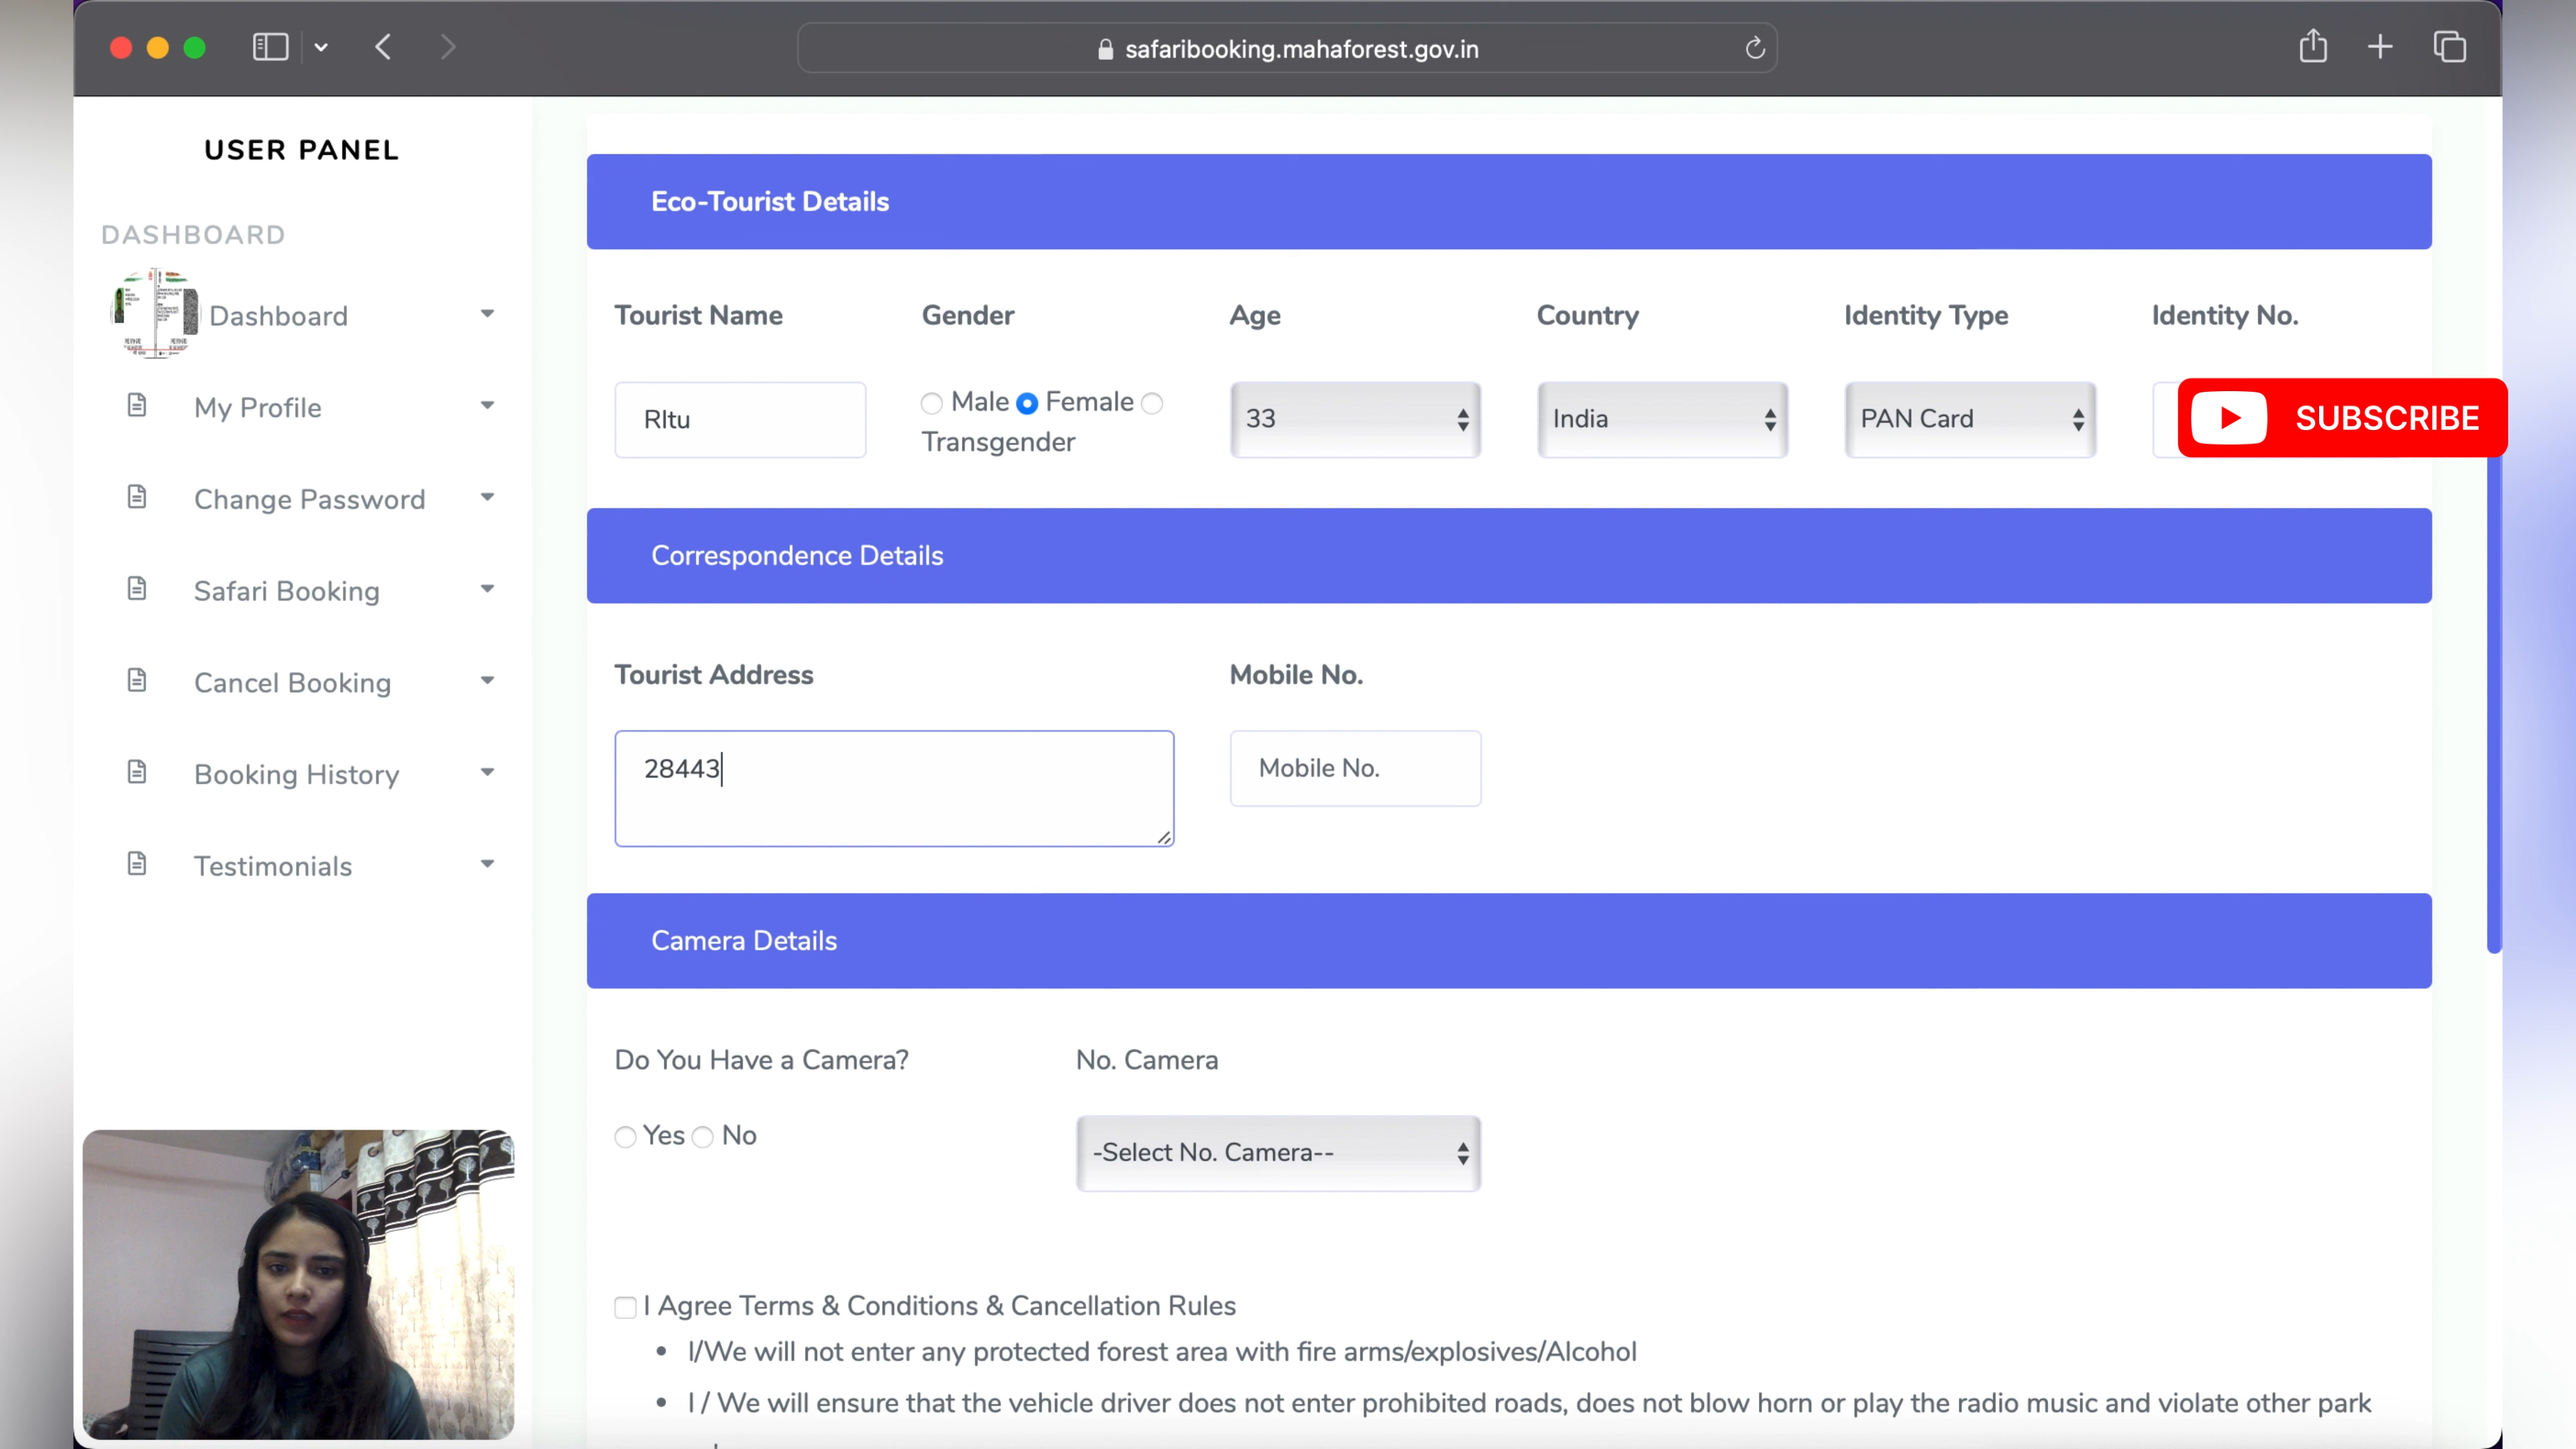 safaribooking.mahaforest.gov.in
USER PANEL
DASHBOARD
Dashboard
My Profile
Change Password
Safari Booking
Cancel Booking
Booking History
Testimonials
Eco-Tourist Details
Tourist Name Gender Age Country Identity Type Identity No.
RItu Male Female Transgender 33 India PAN Card SUBSCRIBE
Correspondence Details
Tourist Address Mobile No.
28443 Mobile No.
Camera Details
Do You Have a Camera? No. Camera
Yes No -Select No. Camera--
I Agree Terms & Conditions & Cancellation Rules
• I/We will not enter any protected forest area with fire arms/explosives/Alcohol
• I / We will ensure that the vehicle driver does not enter prohibited roads, does not blow horn or play the radio music and violate other park